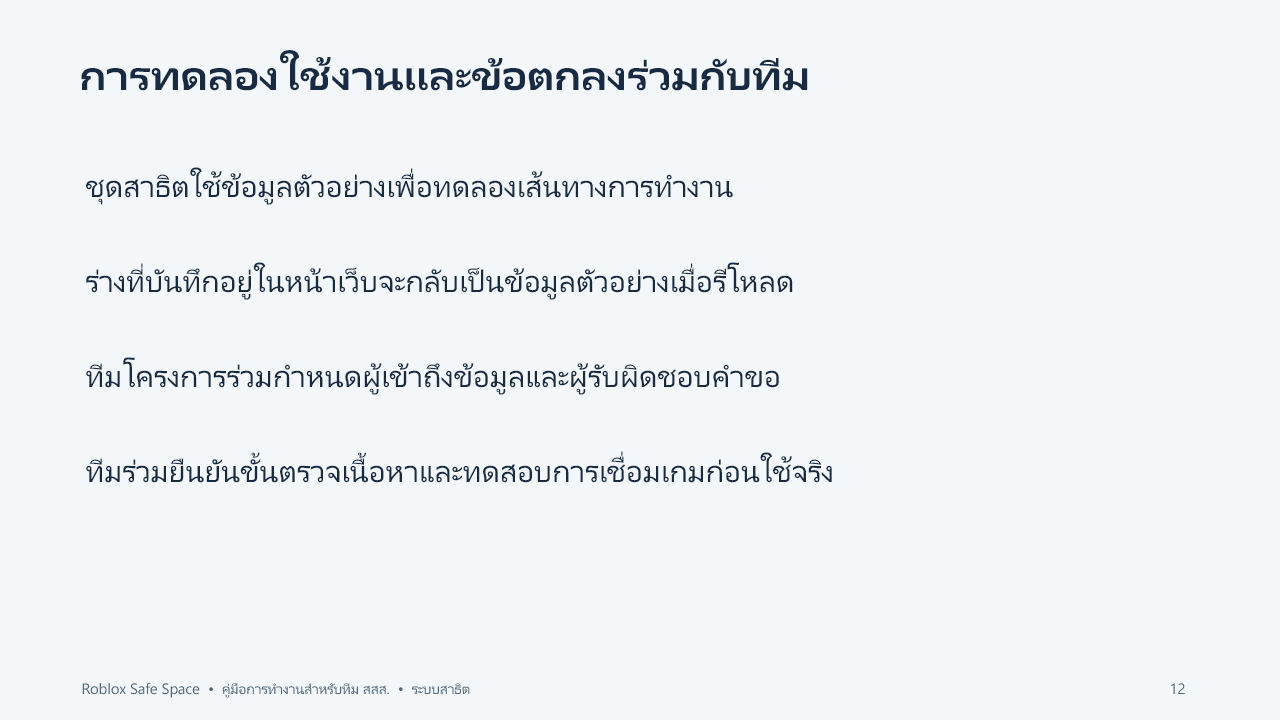 การทดลองใช้งานและข้อตกลงร่วมกับทีม
ชุดสาธิตใช้ข้อมูลตัวอย่างเพื่อทดลองเส้นทางการทำงาน
ร่างที่บันทึกอยู่ในหน้าเว็บจะกลับเป็นข้อมูลตัวอย่างเมื่อรีโหลด
ทีมโครงการร่วมกำหนดผู้เข้าถึงข้อมูลและผู้รับผิดชอบคำขอ
ทีมร่วมยืนยันขั้นตรวจเนื้อหาและทดสอบการเชื่อมเกมก่อนใช้จริง
Roblox Safe Space • คู่มือการทำงานสำหรับทีม สสส. • ระบบสาธิต
12